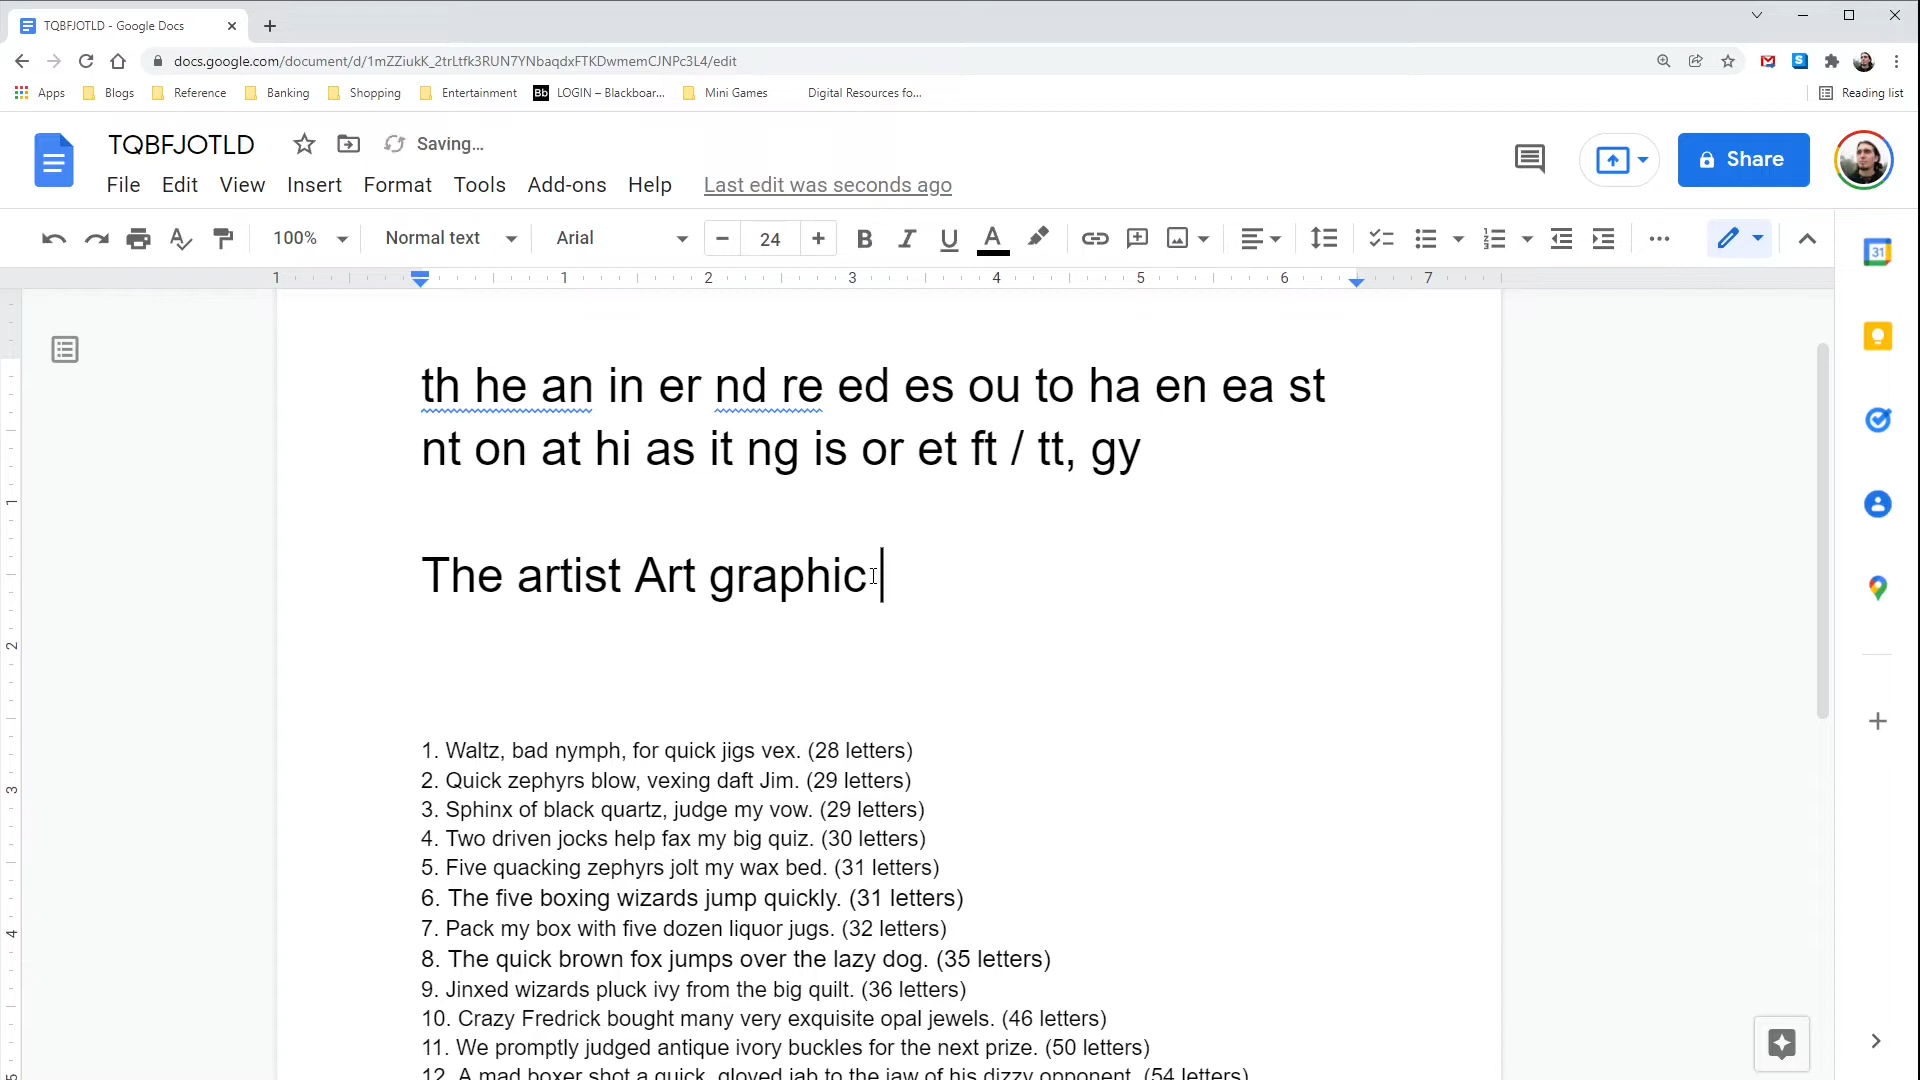 TQBFJOTLD - Google Docs
docs.google.com/document/d/1mZZiukK_2trLtfk3RUN7YNbaqdxFTKDwmemCJNPc3L4/edit
Apps Blogs Reference Banking Shopping Entertainment Bb LOGIN – Blackboar... Mini Games Digital Resources fo... Reading list
TQBFJOTLD Saving...
Share
File Edit View Insert Format Tools Add-ons Help Last edit was seconds ago
100% Normal text Arial 24
1 1 2 3 4 5 6 7
31
th he an in er nd re ed es ou to ha en ea st
nt on at hi as it ng is or et ft / tt, gy
The artist Art graphic
1. Waltz, bad nymph, for quick jigs vex. (28 letters)
2. Quick zephyrs blow, vexing daft Jim. (29 letters)
3. Sphinx of black quartz, judge my vow. (29 letters)
4. Two driven jocks help fax my big quiz. (30 letters)
5. Five quacking zephyrs jolt my wax bed. (31 letters)
6. The five boxing wizards jump quickly. (31 letters)
7. Pack my box with five dozen liquor jugs. (32 letters)
8. The quick brown fox jumps over the lazy dog. (35 letters)
9. Jinxed wizards pluck ivy from the big quilt. (36 letters)
10. Crazy Fredrick bought many very exquisite opal jewels. (46 letters)
11. We promptly judged antique ivory buckles for the next prize. (50 letters)
12. A mad boxer shot a quick, gloved jab to the jaw of his dizzy opponent. (54 letters)